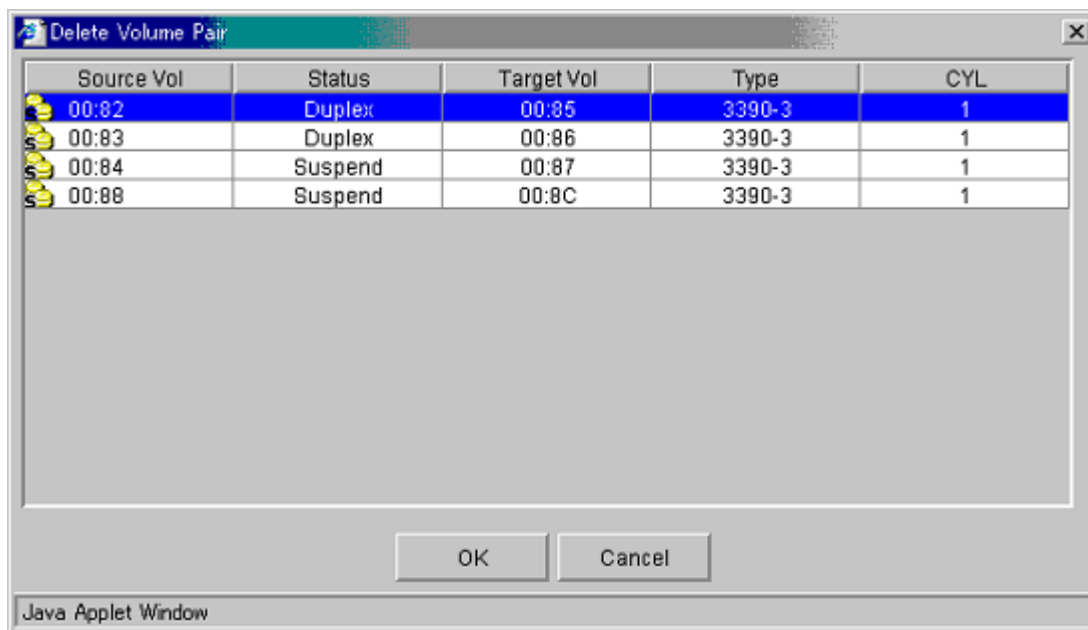 Delete Volume Pair
Source Vol Status Target Vol Type CYL
S 00:82 Duplex 00:85 3390-3 1
S 00:83 Duplex 00:86 3390-3 1
S 00:84 Suspend 00:87 3390-3 1
S 00:88 Suspend 00:8C 3390-3 1
OK Cancel
Java Applet Window